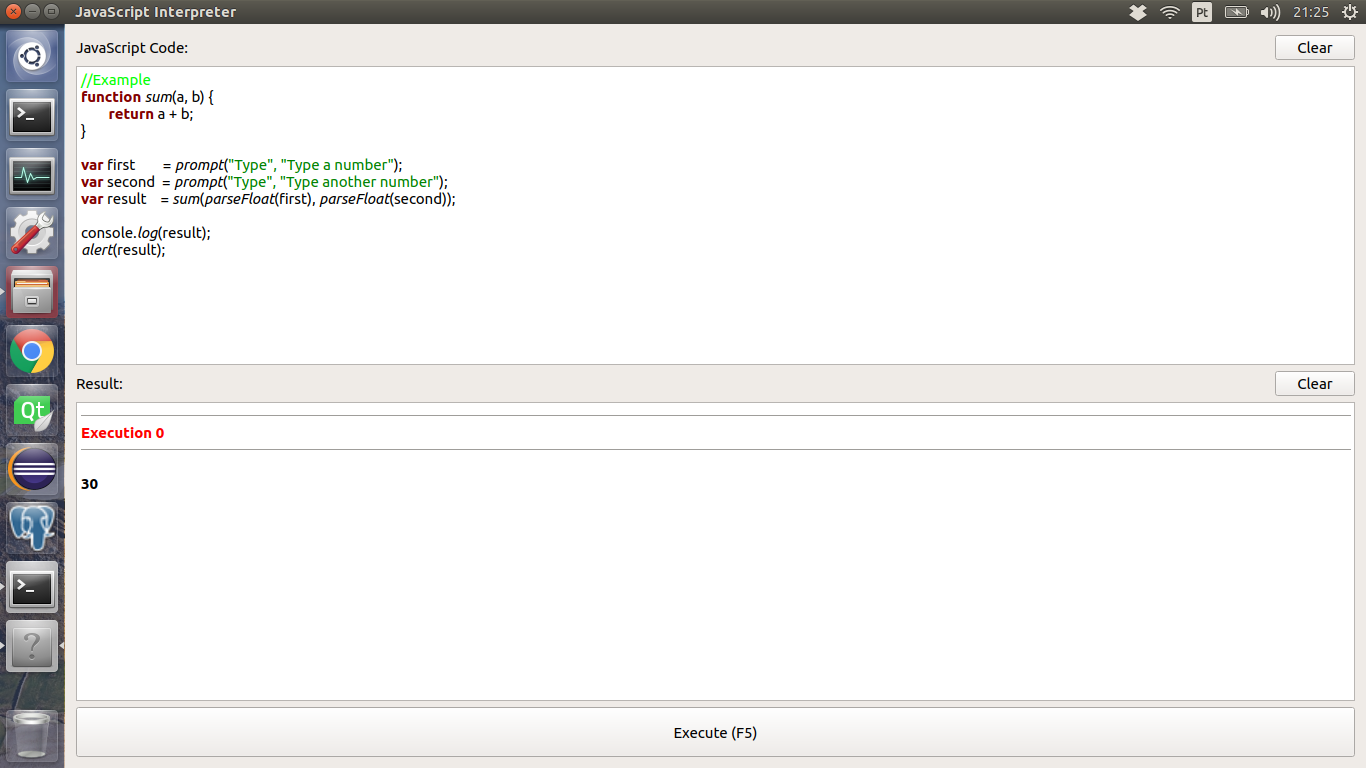 JavaScript Interpreter
Pt
21:25
JavaScript Code:
Clear
//Example
function sum(a, b) {
return a + b;
}
var first = prompt("Type", "Type a number");
var second = prompt("Type", "Type another number");
var result = sum(parseFloat(first), parseFloat(second));
console.log(result);
alert(result);
Result:
Clear
Execution 0
30
Execute (F5)
>_
Qt
>_
?